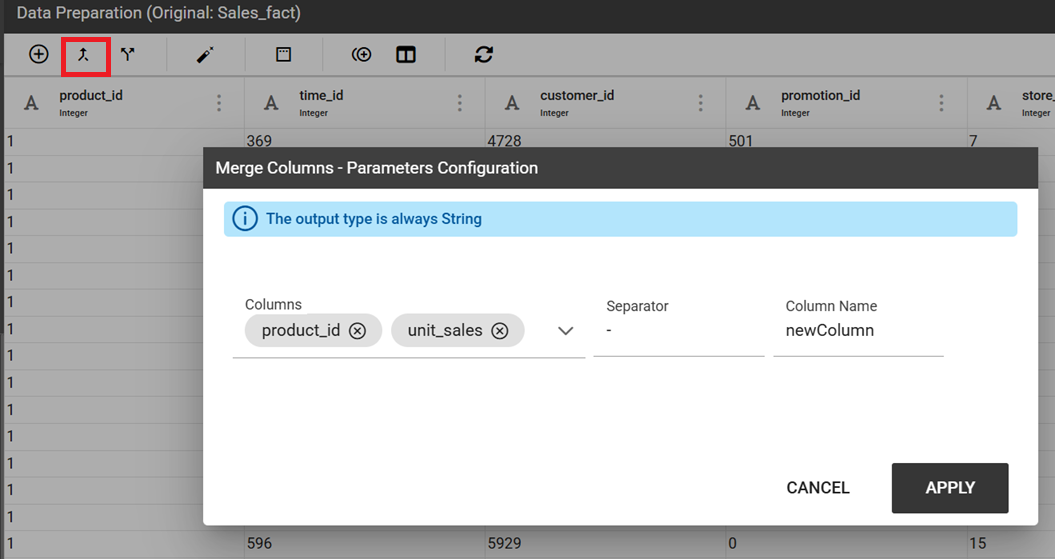 Data Preparation (Original: Sales_fact)
A product_id A time_id A customer_id A promotion_id A store_
Integer Integer Integer Integer Integer
1 369 4728 501 7
1
Merge Columns - Parameters Configuration
1
1
i The output type is always String
1
1
1
Columns Separator Column Name
1
product_id unit_sales - newColumn
1
1
1
1
1
1
1
APPLY
CANCEL
1 596 5929 0 15